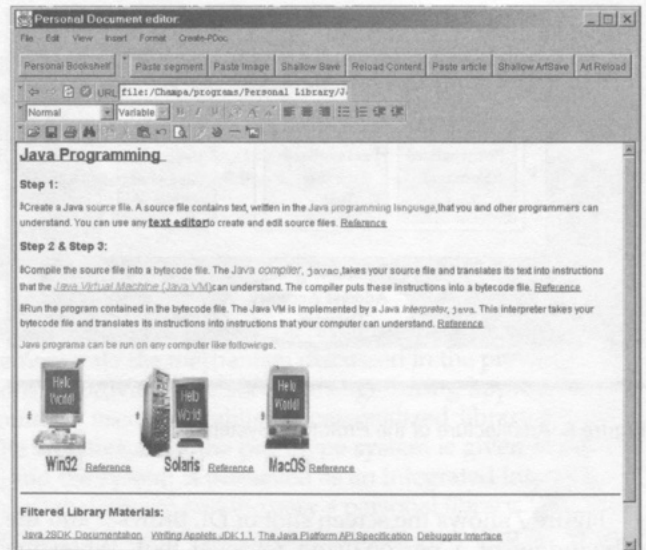 Personal Document editor:
File Edit View Insert Format Create-PDoc
Personal Bookshelf Paste segment Paste Image Shallow Save Reload Content Paste article Shallow ArtSave Art Reload
URL file:/Champa/programs/Personal Library/J
Normal Variable
Java Programming
Step 1:
Create a Java source file. A source file contains text, written in the Java programming language,that you and other programmers can
understand. You can use any text editor to create and edit source files. Reference
Step 2 & Step 3:
Compile the source file into a bytecode file. The Java compiler, javac,takes your source file and translates its text into instructions
that the Java Virtual Machine (Java VM)can understand. The compiler puts these instructions into a bytecode file. Reference
Run the program contained in the bytecode file. The Java VM is implemented by a Java interpreter, java. This interpreter takes your
bytecode file and translates its instructions into instructions that your computer can understand. Reference
Java programs can be run on any computer like followings.
Hello World! Hello World! Hello World!
Win32 Reference Solaris Reference MacOS Reference
Filtered Library Materials:
Java 2SDK Documentation Writing Applets JDK1.1 The Java Platform API Specification Debugger Interface